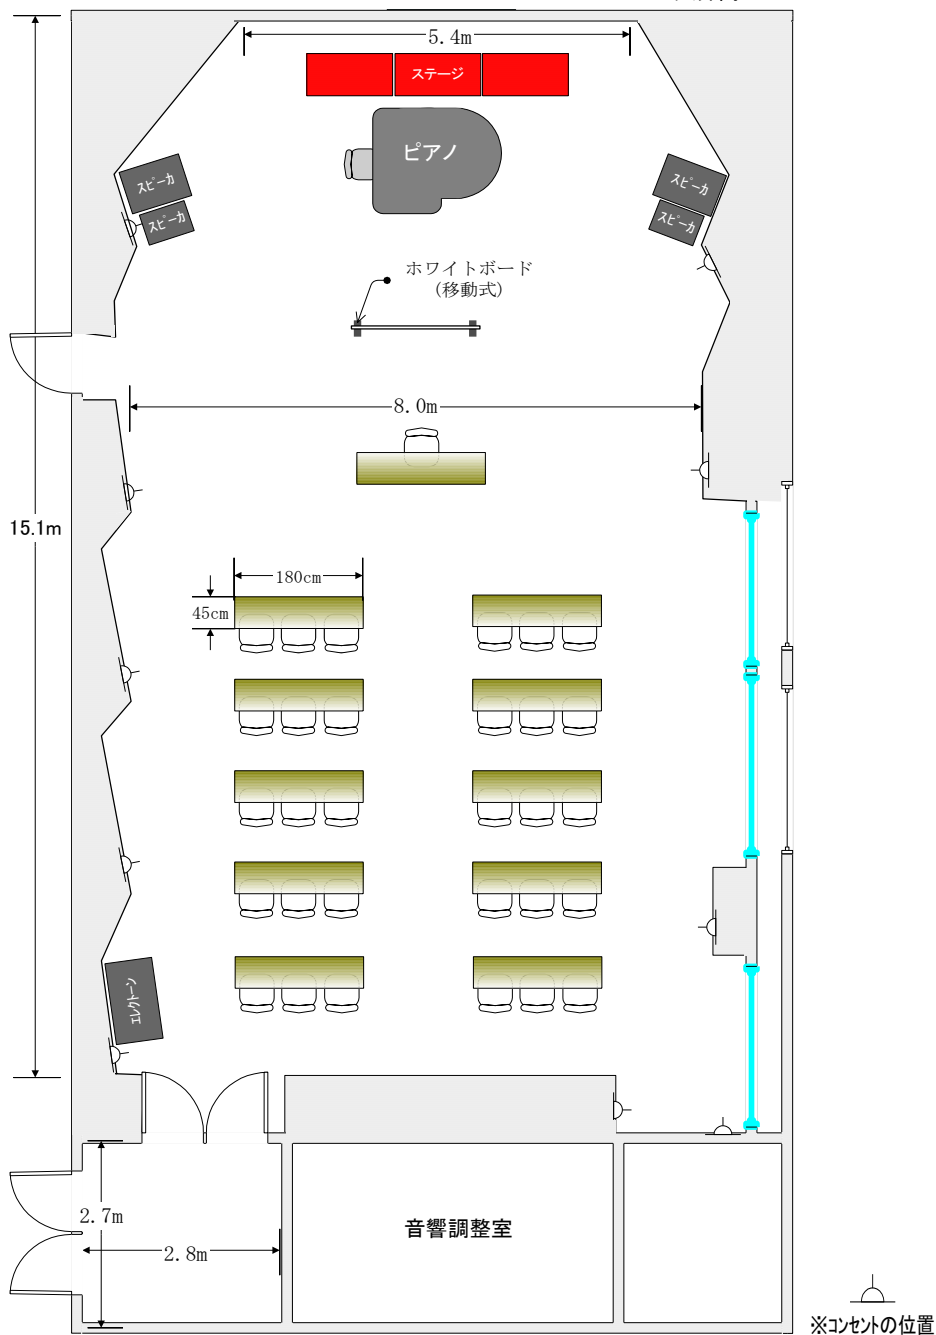 5.4m
ステージ
ピアノ
スピーカ
スピーカ
スピーカ
スピーカ
ホワイトボード
(移動式)
8.0m
15.1m
180cm
45cm
エレクトーン
2.7m
2.8m
音響調整室
※コンセントの位置